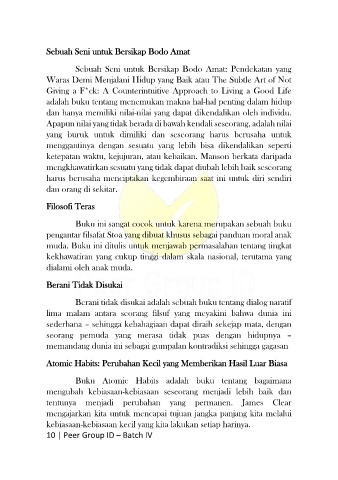 Sebuah Seni untuk Bersikap Bodo Amat
Sebuah Seni untuk Bersikap Bodo Amat: Pendekatan yang
Waras Demi Menjalani Hidup yang Baik atau The Subtle Art of Not
Giving a F*ck: A Counterintuitive Approach to Living a Good Life
adalah buku tentang menemukan makna hal-hal penting dalam hidup
dan hanya memiliki nilai-nilai yang dapat dikendalikan oleh individu.
Apapun nilai yang tidak berada di bawah kendali seseorang, adalah nilai
yang buruk untuk dimiliki dan seseorang harus berusaha untuk
menggantinya dengan sesuatu yang lebih bisa dikendalikan seperti
ketepatan waktu, kejujuran, atau kebaikan. Manson berkata daripada
mengkhawatirkan sesuatu yang tidak dapat diubah lebih baik seseorang
harus berusaha menciptakan kegembiraan saat ini untuk diri sendiri
dan orang di sekitar.
Filosofi Teras
Buku ini sangat cocok untuk karena merupakan sebuah buku
pengantar filsafat Stoa yang dibuat khusus sebagai panduan moral anak
muda. Buku ini ditulis untuk menjawab permasalahan tentang tingkat
kekhawatiran yang cukup tinggi dalam skala nasional, terutama yang
dialami oleh anak muda.
Berani Tidak Disukai
Berani tidak disukai adalah sebuah buku tentang dialog naratif
lima malam antara seorang filsuf yang meyakini bahwa dunia ini
sederhana – sehingga kebahagiaan dapat diraih sekejap mata, dengan
seorang pemuda yang merasa tidak puas dengan hidupnya –
memandang dunia ini sebagai gumpalan kontradiksi sehingga gagasan
Atomic Habits: Perubahan Kecil yang Memberikan Hasil Luar Biasa
Buku Atomic Habits adalah buku tentang bagaimana
mengubah kebiasaan-kebiasaan seseorang menjadi lebih baik dan
tentunya menjadi perubahan yang permanen. James Clear
mengajarkan kita untuk mencapai tujuan jangka panjang kita melalui
kebiasaan-kebiasaan kecil yang kita lakukan setiap harinya.
10 | Peer Group ID – Batch IV